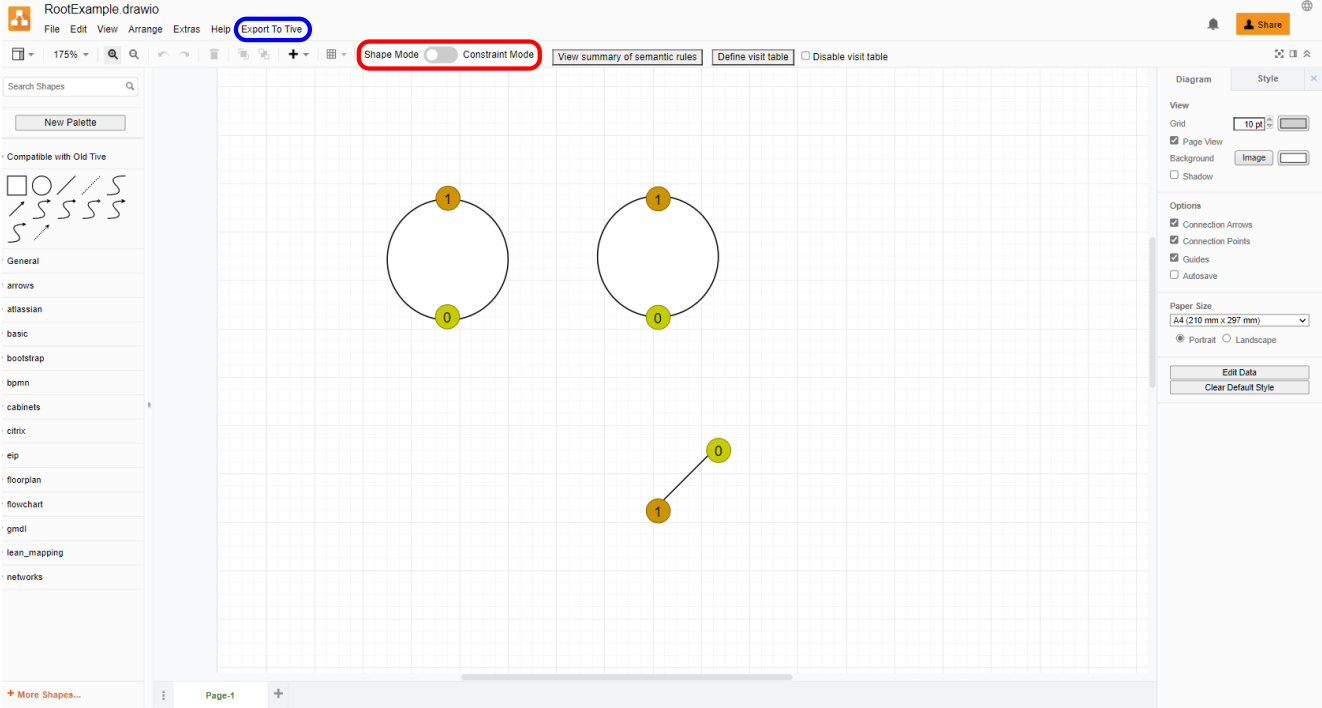 RootExample.drawio
File Edit View Arrange Extras Help Export To Tive
Share
175%
Shape Mode Constraint Mode
View summary of semantic rules
Define visit table
Disable visit table
Search Shapes
New Palette
Compatible with Old Tive
General
arrows
atlassian
basic
bootstrap
bpmn
cabinets
citrix
eip
floorplan
flowchart
gmdl
lean_mapping
networks
+ More Shapes...
1
1
0
0
0
1
Page-1
Diagram Style
View
Grid 10 pt
Page View
Background Image
Shadow
Options
Connection Arrows
Connection Points
Guides
Autosave
Paper Size
A4 (210 mm x 297 mm)
Portrait Landscape
Edit Data
Clear Default Style